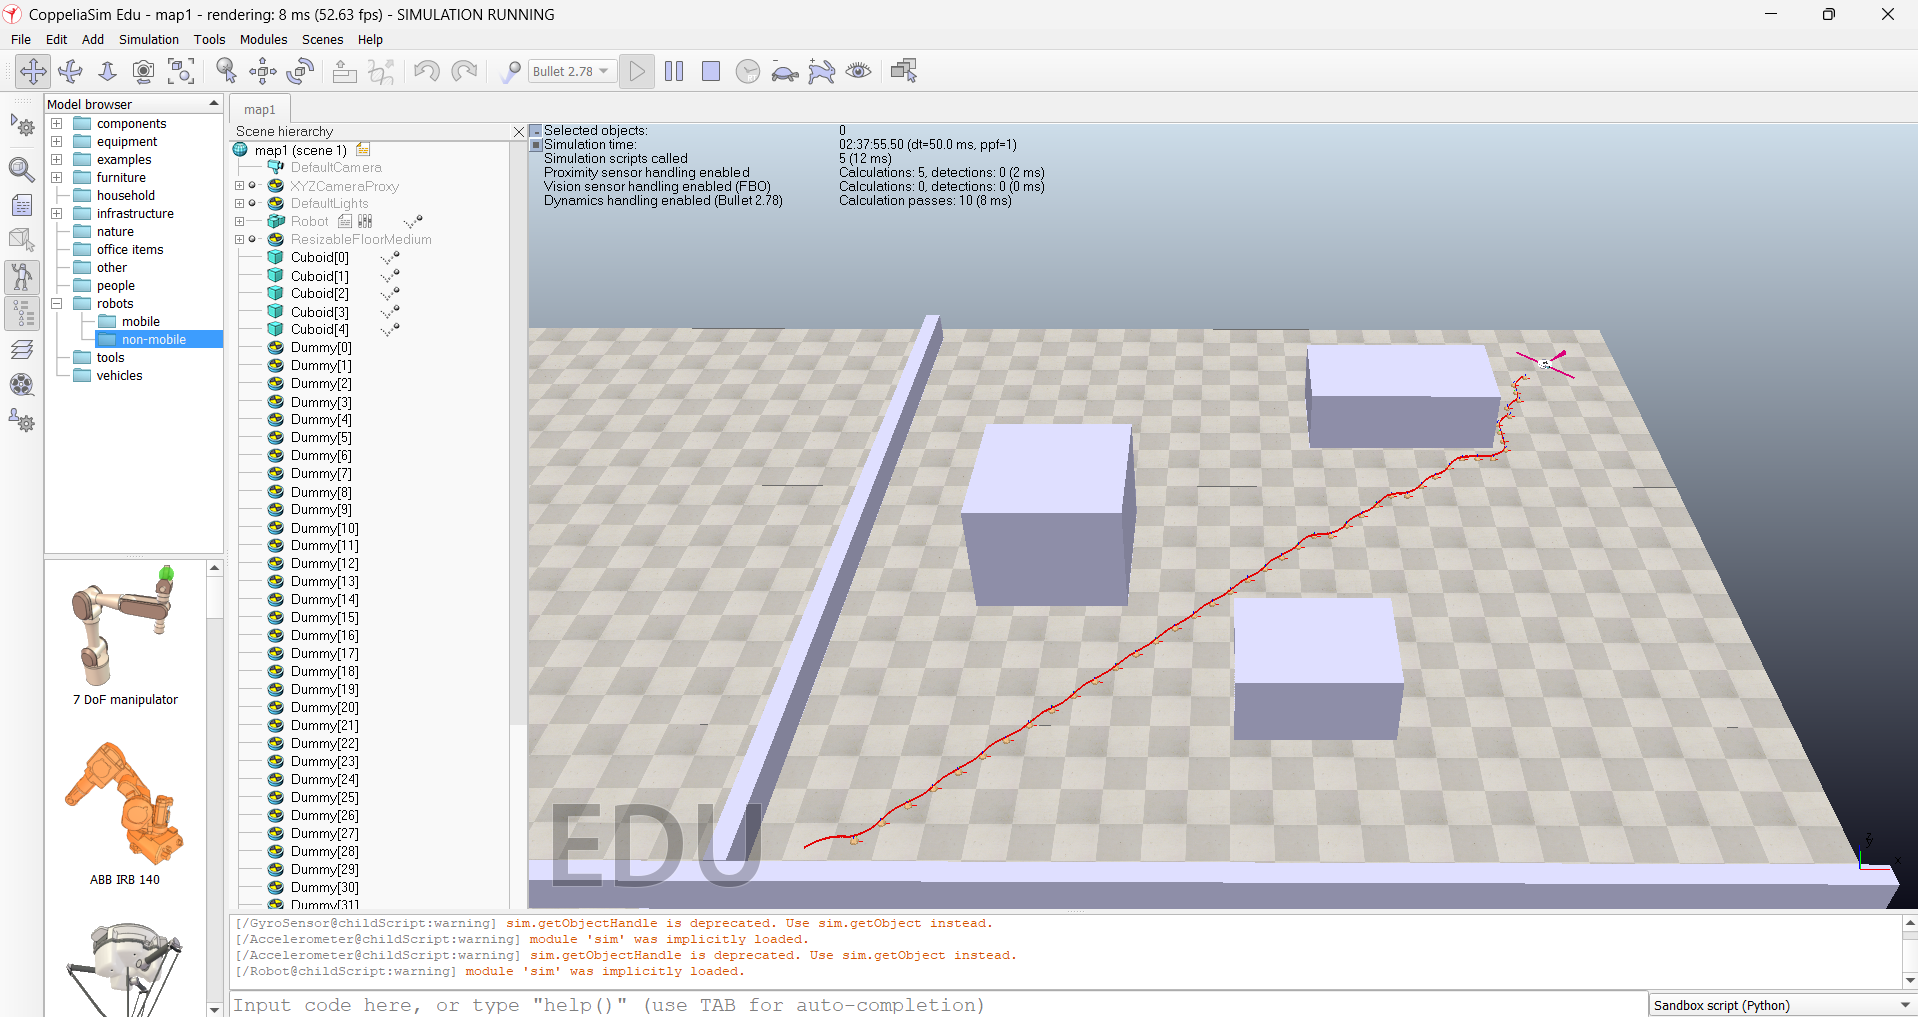 CoppeliaSim Edu - map1 - rendering: 8 ms (52.63 fps) - SIMULATION RUNNING
File Edit Add Simulation Tools Modules Scenes Help
Bullet 2.78
Model browser
components
equipment
examples
furniture
household
infrastructure
nature
office items
other
people
robots
mobile
non-mobile
tools
vehicles
7 DoF manipulator
ABB IRB 140
map1
Scene hierarchy
map1 (scene 1)
DefaultCamera
XYZCameraProxy
DefaultLights
Robot
ResizableFloorMedium
Cuboid[0]
Cuboid[1]
Cuboid[2]
Cuboid[3]
Cuboid[4]
Dummy[0]
Dummy[1]
Dummy[2]
Dummy[3]
Dummy[4]
Dummy[5]
Dummy[6]
Dummy[7]
Dummy[8]
Dummy[9]
Dummy[10]
Dummy[11]
Dummy[12]
Dummy[13]
Dummy[14]
Dummy[15]
Dummy[16]
Dummy[17]
Dummy[18]
Dummy[19]
Dummy[20]
Dummy[21]
Dummy[22]
Dummy[23]
Dummy[24]
Dummy[25]
Dummy[26]
Dummy[27]
Dummy[28]
Dummy[29]
Dummy[30]
Dummy[31]
Selected objects: 0
Simulation time: 02:37:55.50 (dt=50.0 ms, ppf=1)
Simulation scripts called 5 (12 ms)
Proximity sensor handling enabled Calculations: 5, detections: 0 (2 ms)
Vision sensor handling enabled (FBO) Calculations: 0, detections: 0 (0 ms)
Dynamics handling enabled (Bullet 2.78) Calculation passes: 10 (8 ms)
EDU
z
y
x
[/GyroSensor@childScript:warning] sim.getObjectHandle is deprecated. Use sim.getObject instead.
[/Accelerometer@childScript:warning] module 'sim' was implicitly loaded.
[/Accelerometer@childScript:warning] sim.getObjectHandle is deprecated. Use sim.getObject instead.
[/Robot@childScript:warning] module 'sim' was implicitly loaded.
Input code here, or type "help()" (use TAB for auto-completion)
Sandbox script (Python)